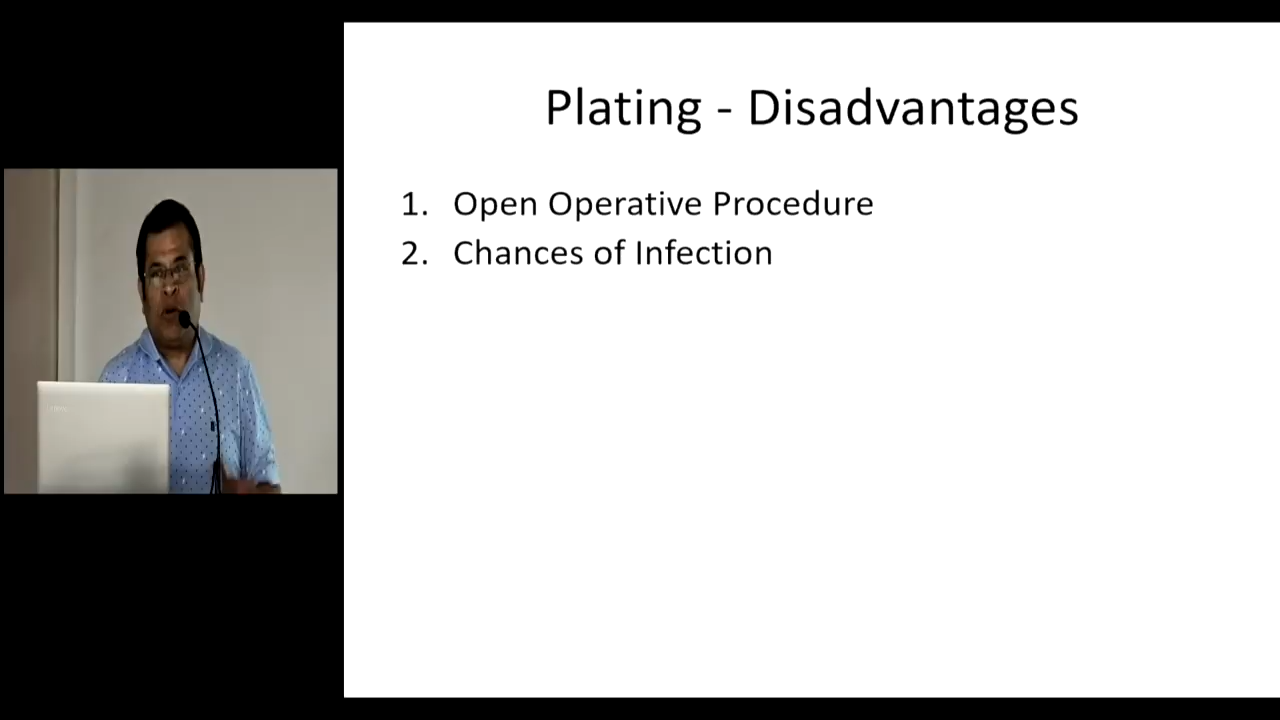 Plating - Disadvantages
1. Open Operative Procedure
2. Chances of Infection